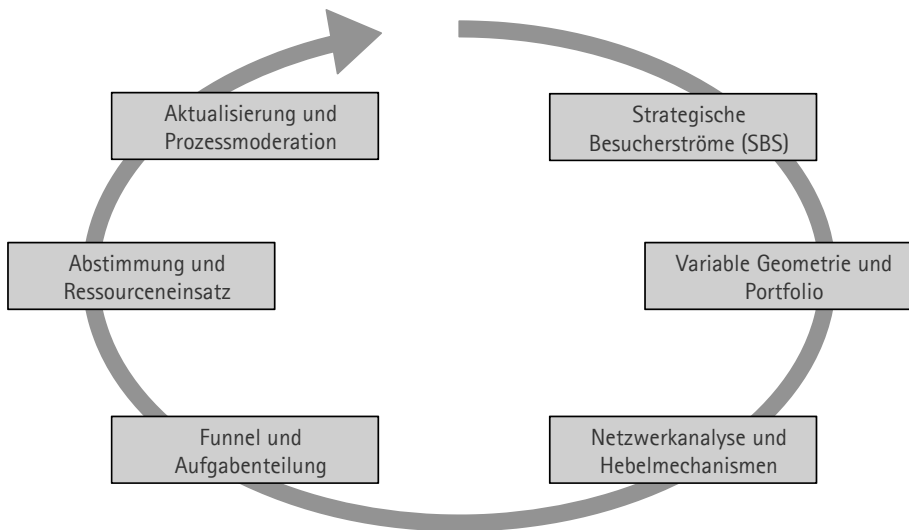 Aktualisierung und
Prozessmoderation
Strategische
Besucherströme (SBS)
Abstimmung und
Ressourceneinsatz
Variable Geometrie und
Portfolio
Funnel und
Aufgabenteilung
Netzwerkanalyse und
Hebelmechanismen